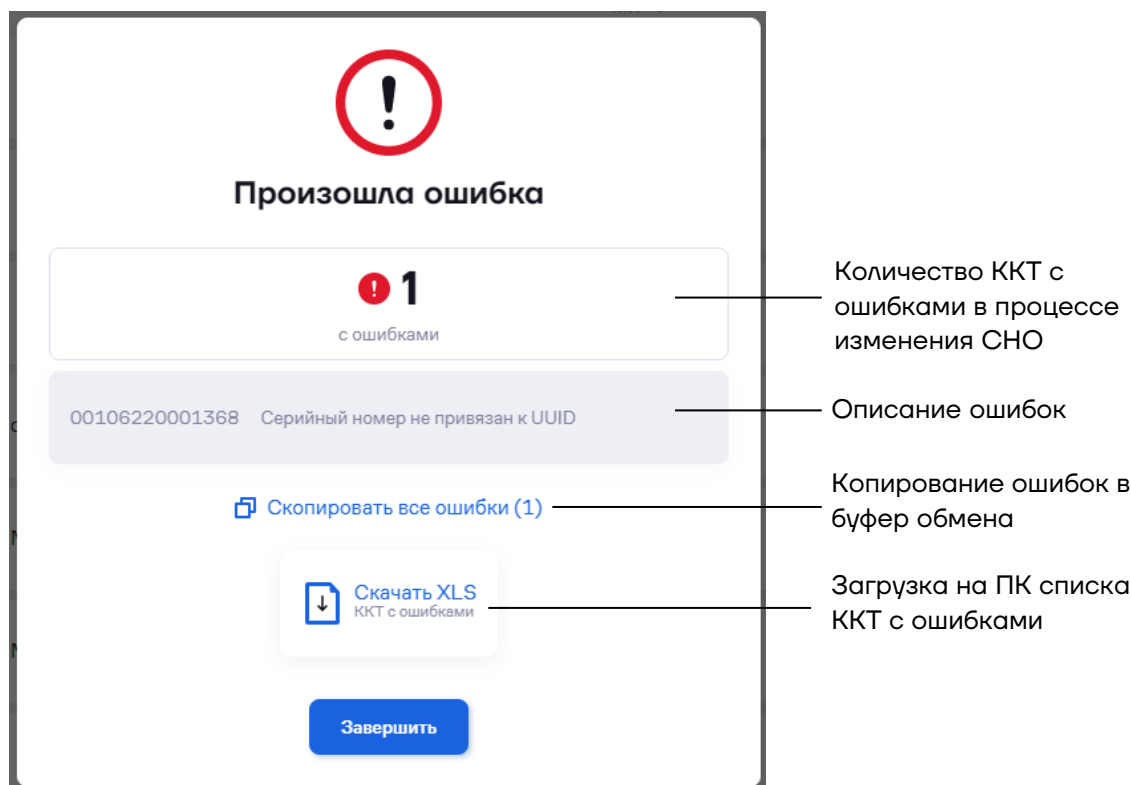 Произошла ошибка
1
с ошибками
Количество ККТ с
ошибками в процессе
изменения СНО
00106220001368 Серийный номер не привязан к UUID
Описание ошибок
Скопировать все ошибки (1)
Копирование ошибок в
буфер обмена
Скачать XLS
ККТ с ошибками
Загрузка на ПК списка
ККТ с ошибками
Завершить